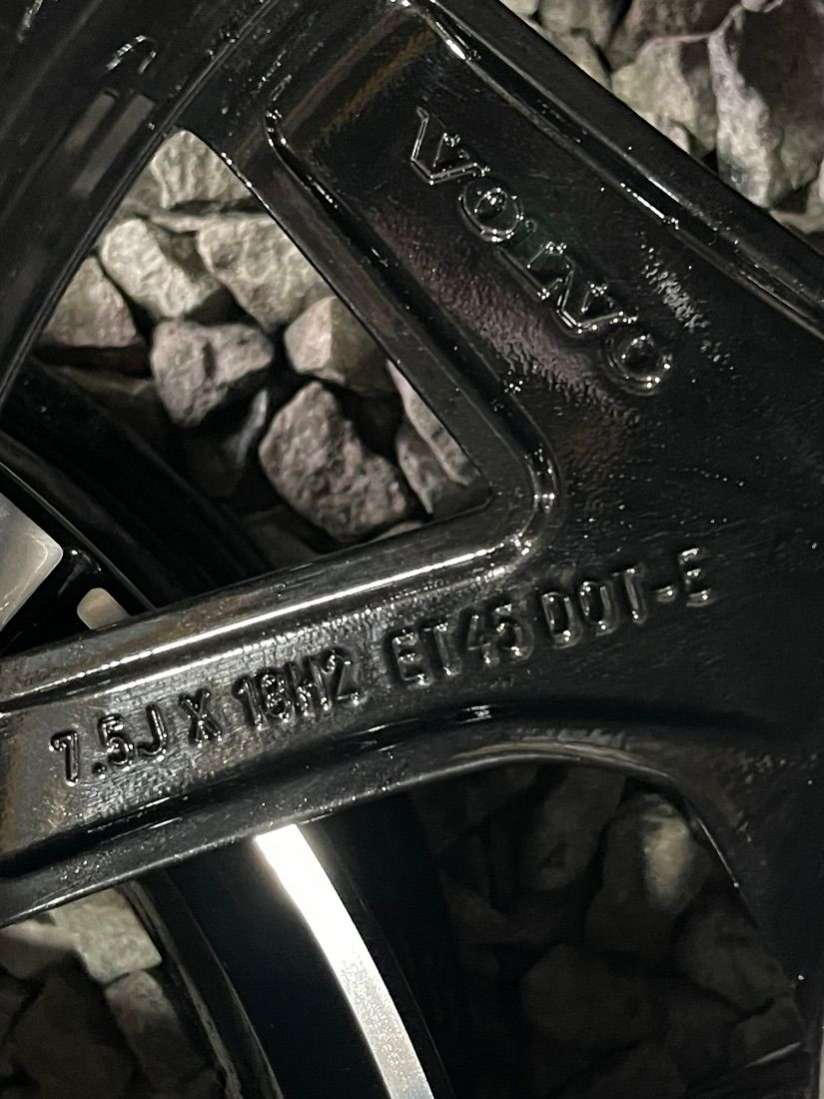 VOLVO
7.5J X 18H2 ET45 DOT-E